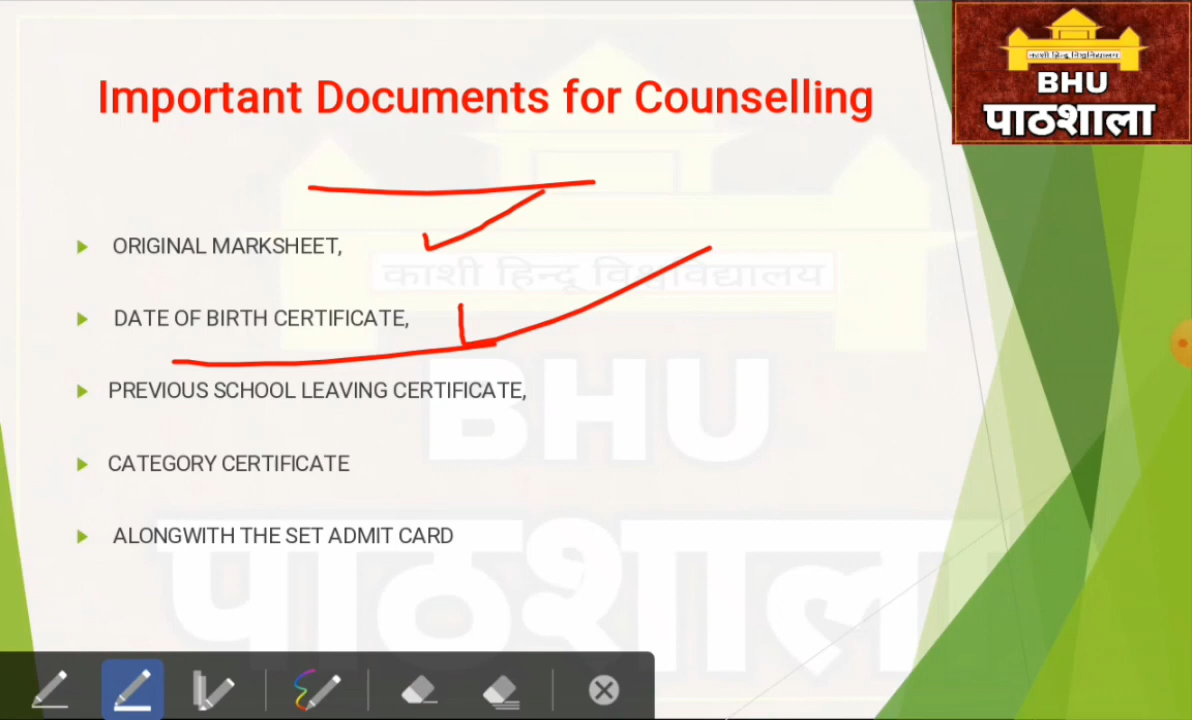 काशी हिन्दू विश्वविद्यालय
BHU
पाठशाला
Important Documents for Counselling
ORIGINAL MARKSHEET,
काशी हिन्दू विश्वविद्यालय
DATE OF BIRTH CERTIFICATE,
PREVIOUS SCHOOL LEAVING CERTIFICATE,
BHU
CATEGORY CERTIFICATE
ALONGWITH THE SET ADMIT CARD
पाठशाला